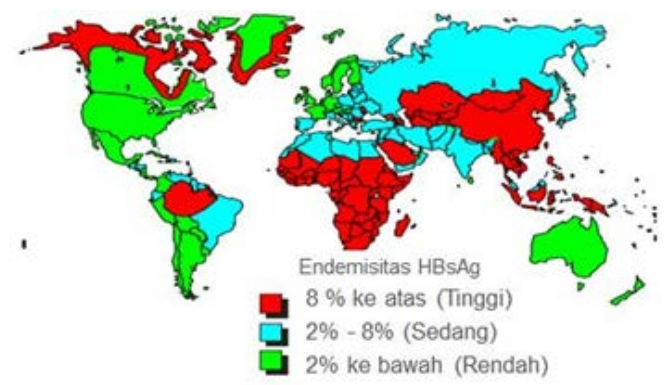 Endemisitas HBsAg
8 % ke atas (Tinggi)
2% - 8% (Sedang)
2% ke bawah (Rendah)